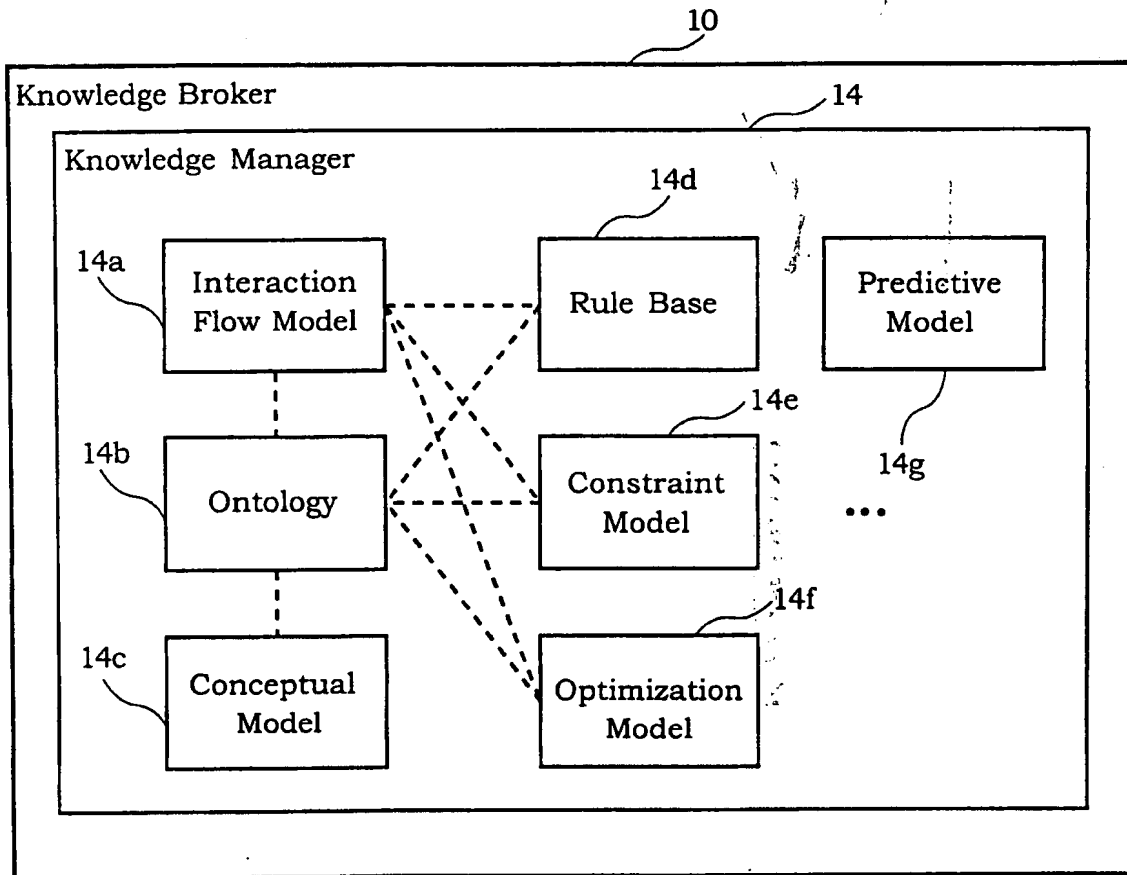 10
Knowledge Broker
14
Knowledge Manager
14d
14a
Interaction
Flow Model
Rule Base
Predictive
Model
14e
14b
Ontology
Constraint
Model
14g
...
14f
14c
Conceptual
Model
Optimization
Model